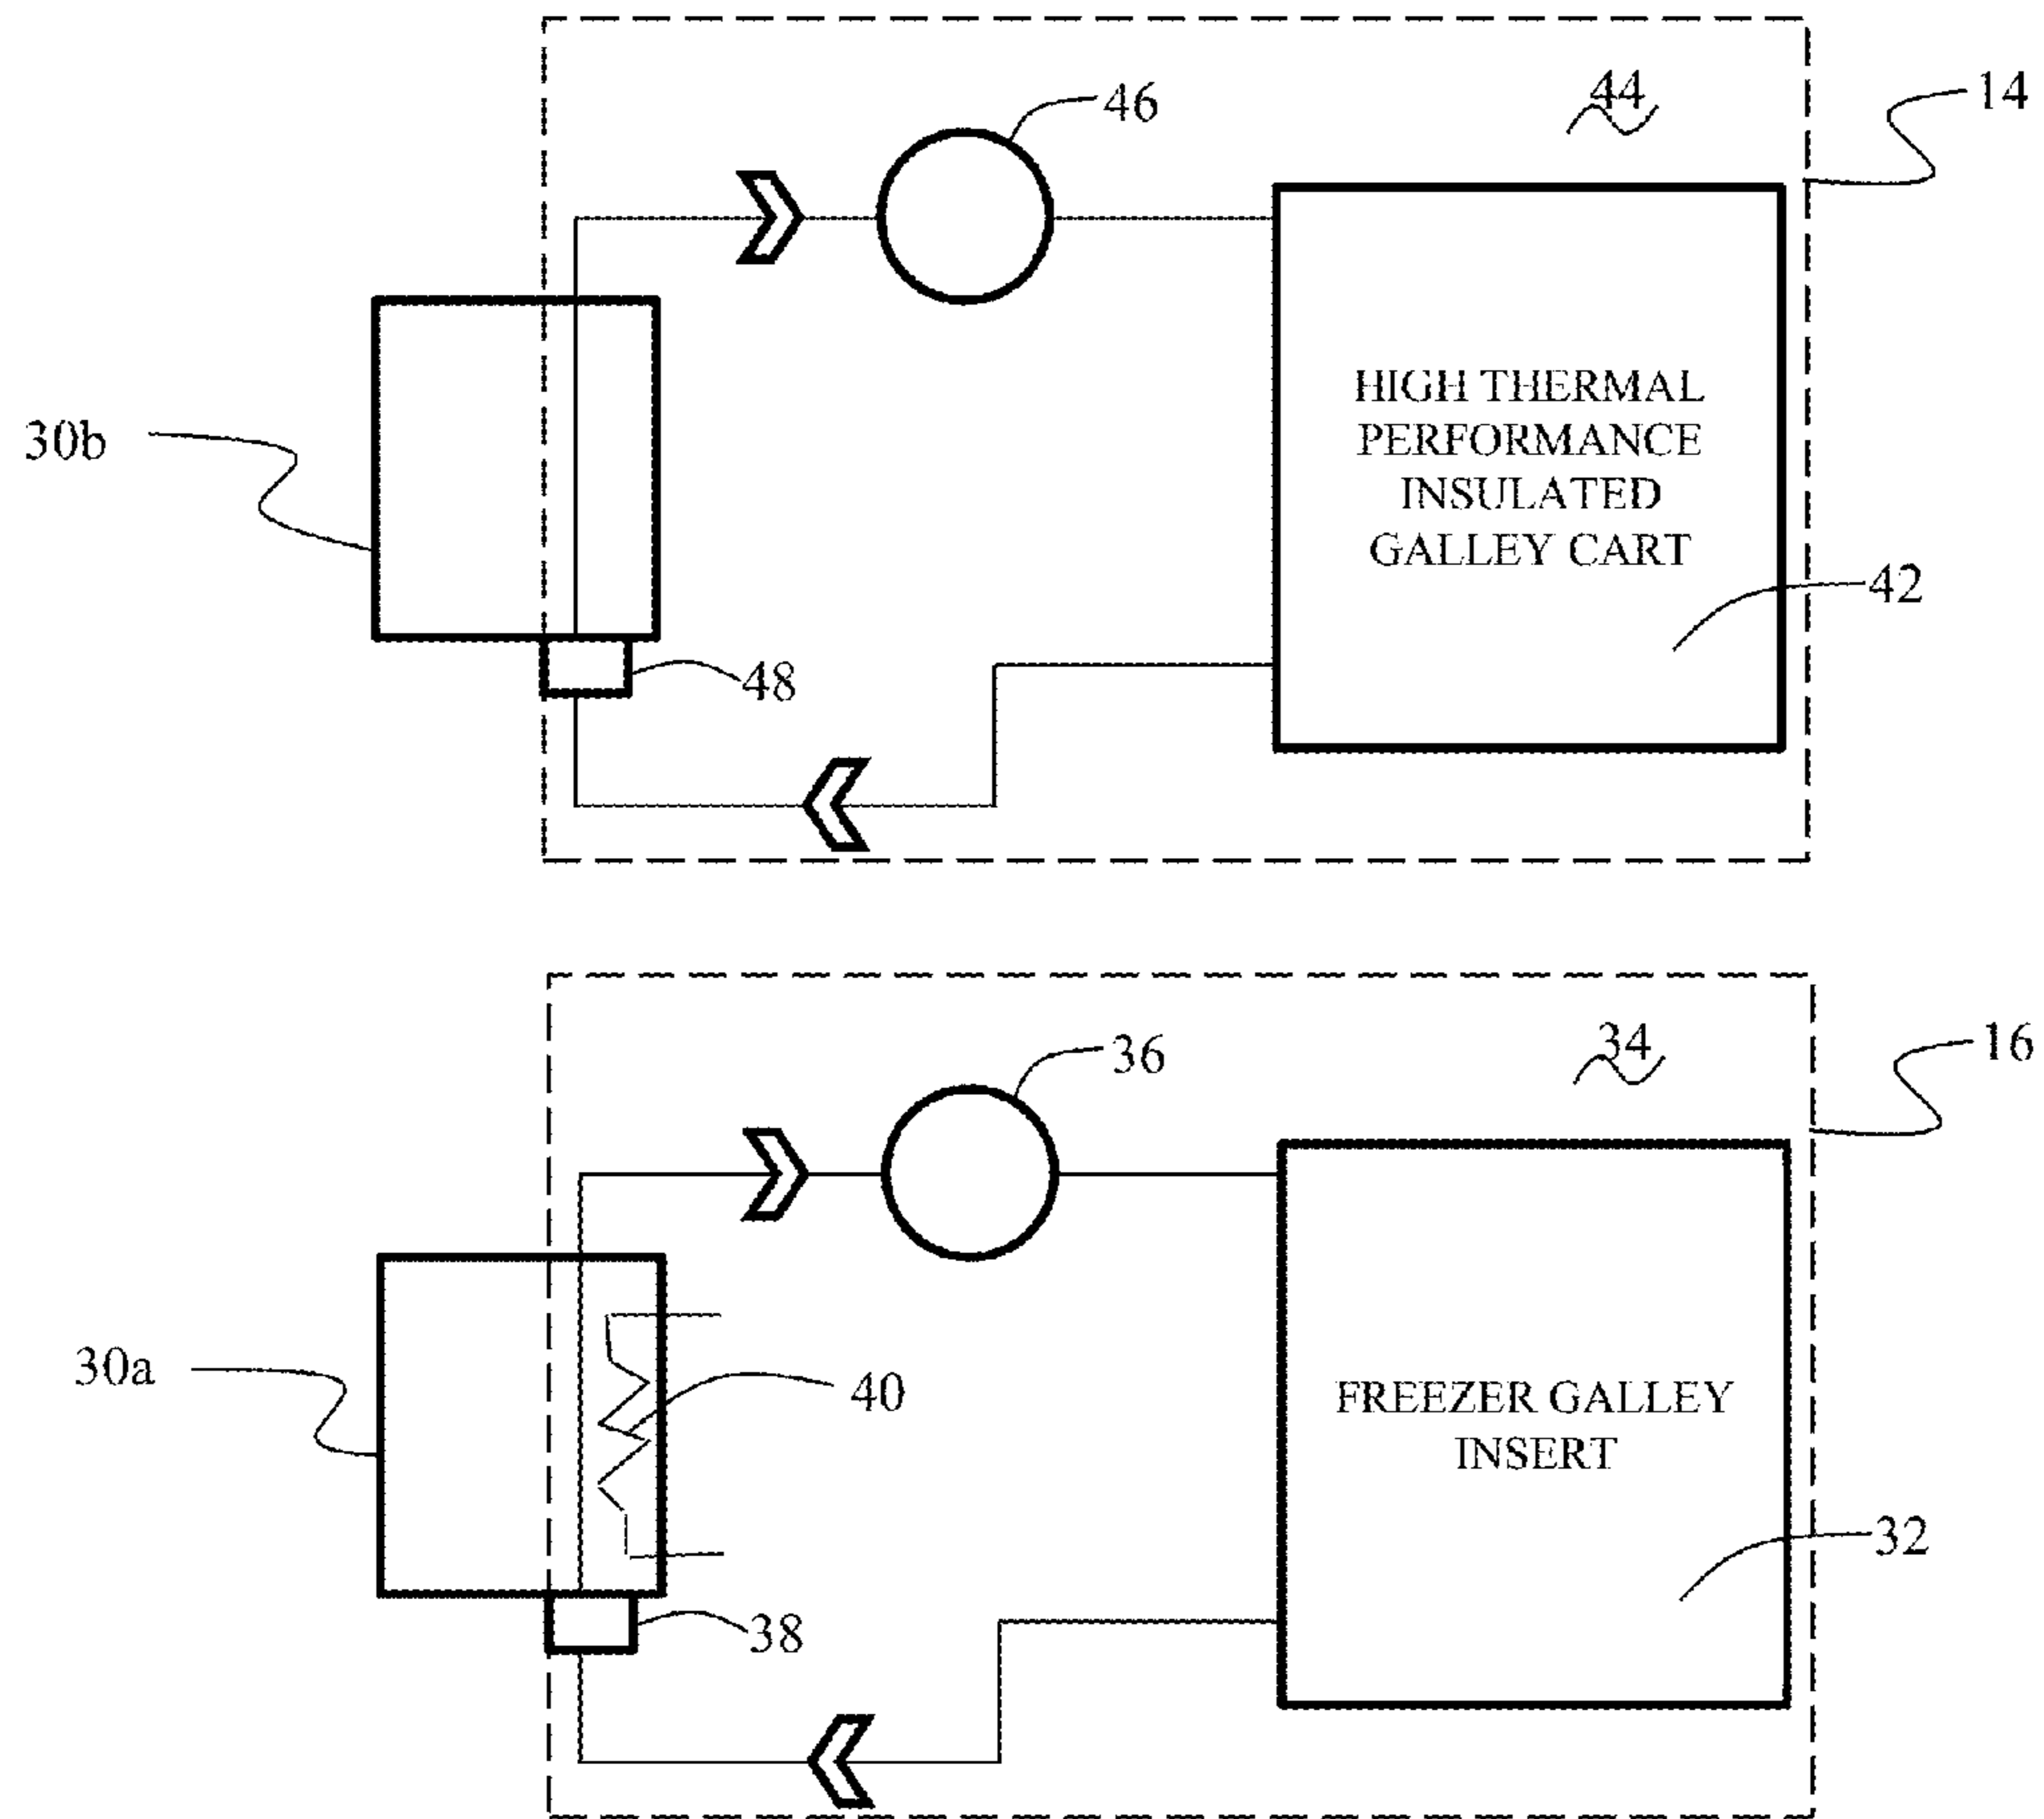 46
44
14
30b
HIGH THERMAL
PERFORMANCE
INSULATED
GALLEY CART
42
48
36
34
16
30a
40
FREEZER GALLEY
INSERT
32
38